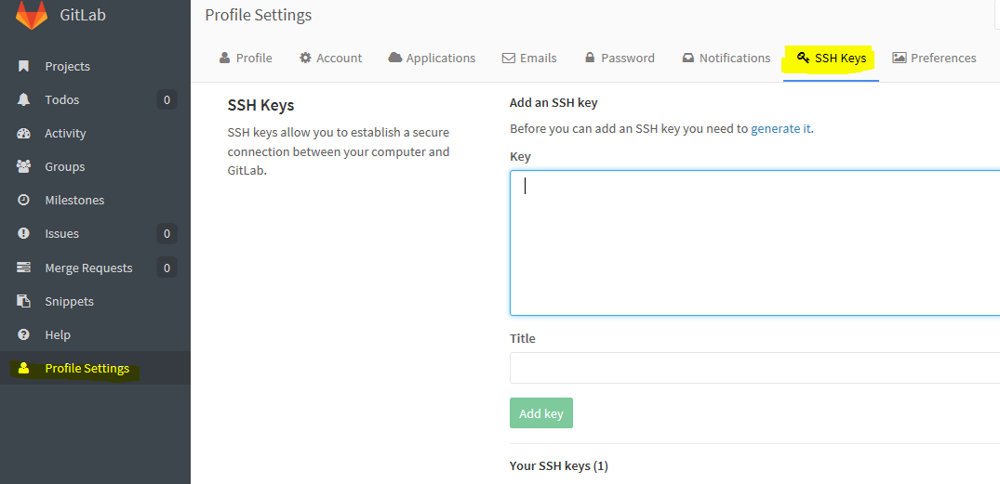 GitLab
Projects
Todos 0
Activity
Groups
Milestones
Issues 0
Merge Requests 0
Snippets
Help
Profile Settings
Profile Settings
Profile Account Applications Emails Password Notifications SSH Keys Preferences
SSH Keys
SSH keys allow you to establish a secure
connection between your computer and
GitLab.
Add an SSH key
Before you can add an SSH key you need to generate it.
Key
Title
Add key
Your SSH keys (1)